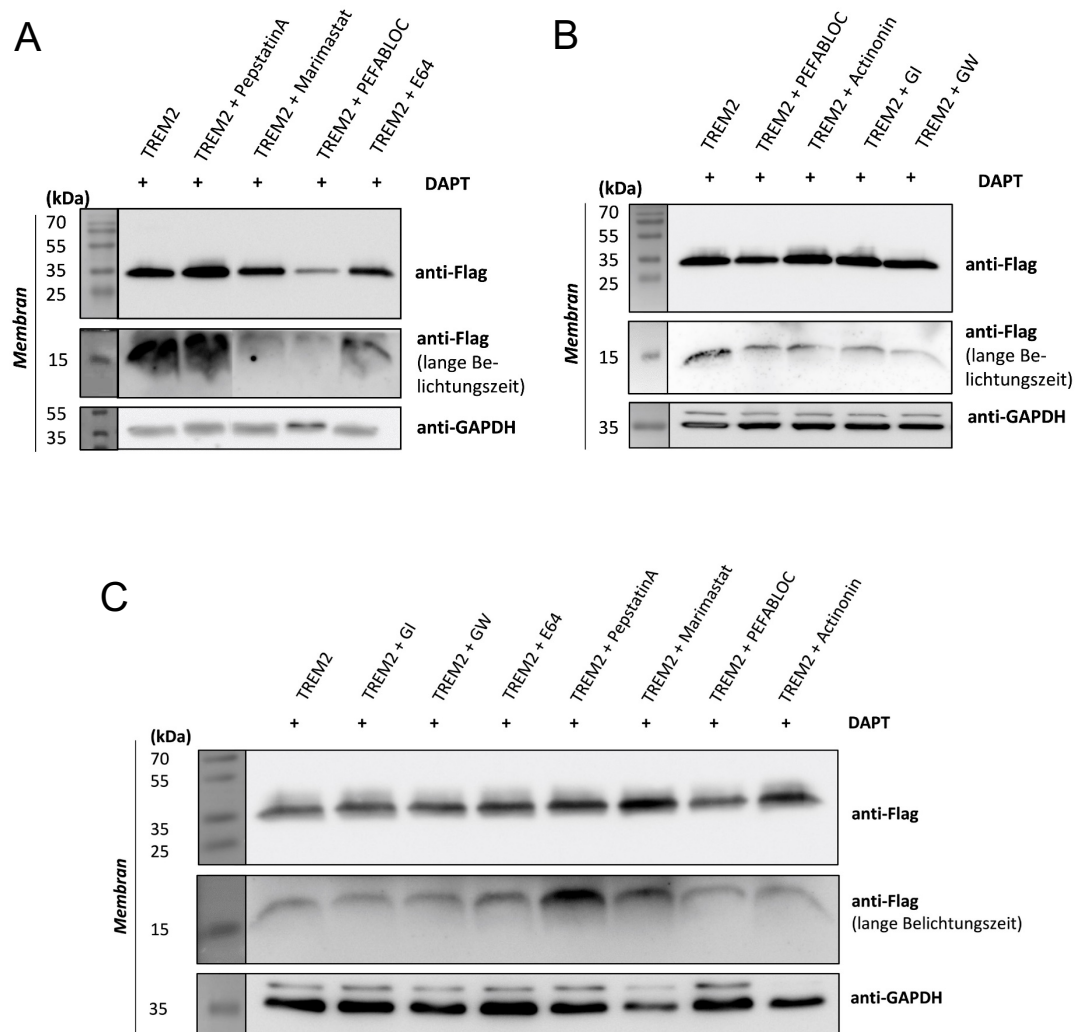 A
TREM2
TREM2 + PepstatinA
TREM2 + Marimastat
TREM2 + PEFABLOC
TREM2 + E64
+ + + + + DAPT
(kDa)
Membran
70
55
35
25
anti-Flag
15
anti-Flag
(lange Be-
lichtungszeit)
55
35
anti-GAPDH
B
TREM2
TREM2 + PEFABLOC
TREM2 + Actinonin
TREM2 + GI
TREM2 + GW
+ + + + + DAPT
(kDa)
Membran
70
55
35
25
anti-Flag
15
anti-Flag
(lange Be-
lichtungszeit)
35
anti-GAPDH
C
TREM2
TREM2 + GI
TREM2 + GW
TREM2 + E64
TREM2 + PepstatinA
TREM2 + Marimastat
TREM2 + PEFABLOC
TREM2 + Actinonin
+ + + + + + + + DAPT
(kDa)
Membran
70
55
35
25
anti-Flag
15
anti-Flag
(lange Belichtungszeit)
35
anti-GAPDH